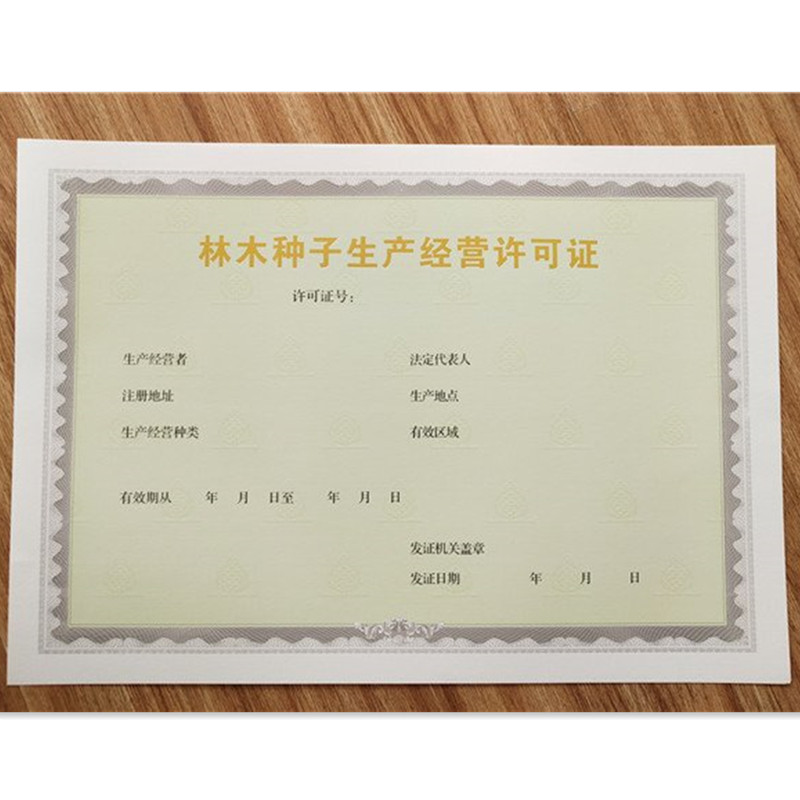 林木种子生产经营许可证
许可证号：
生产经营者 法定代表人
注册地址 生产地点
生产经营种类 有效区域
有效期从 年 月 日至 年 月 日
发证机关盖章
发证日期 年 月 日